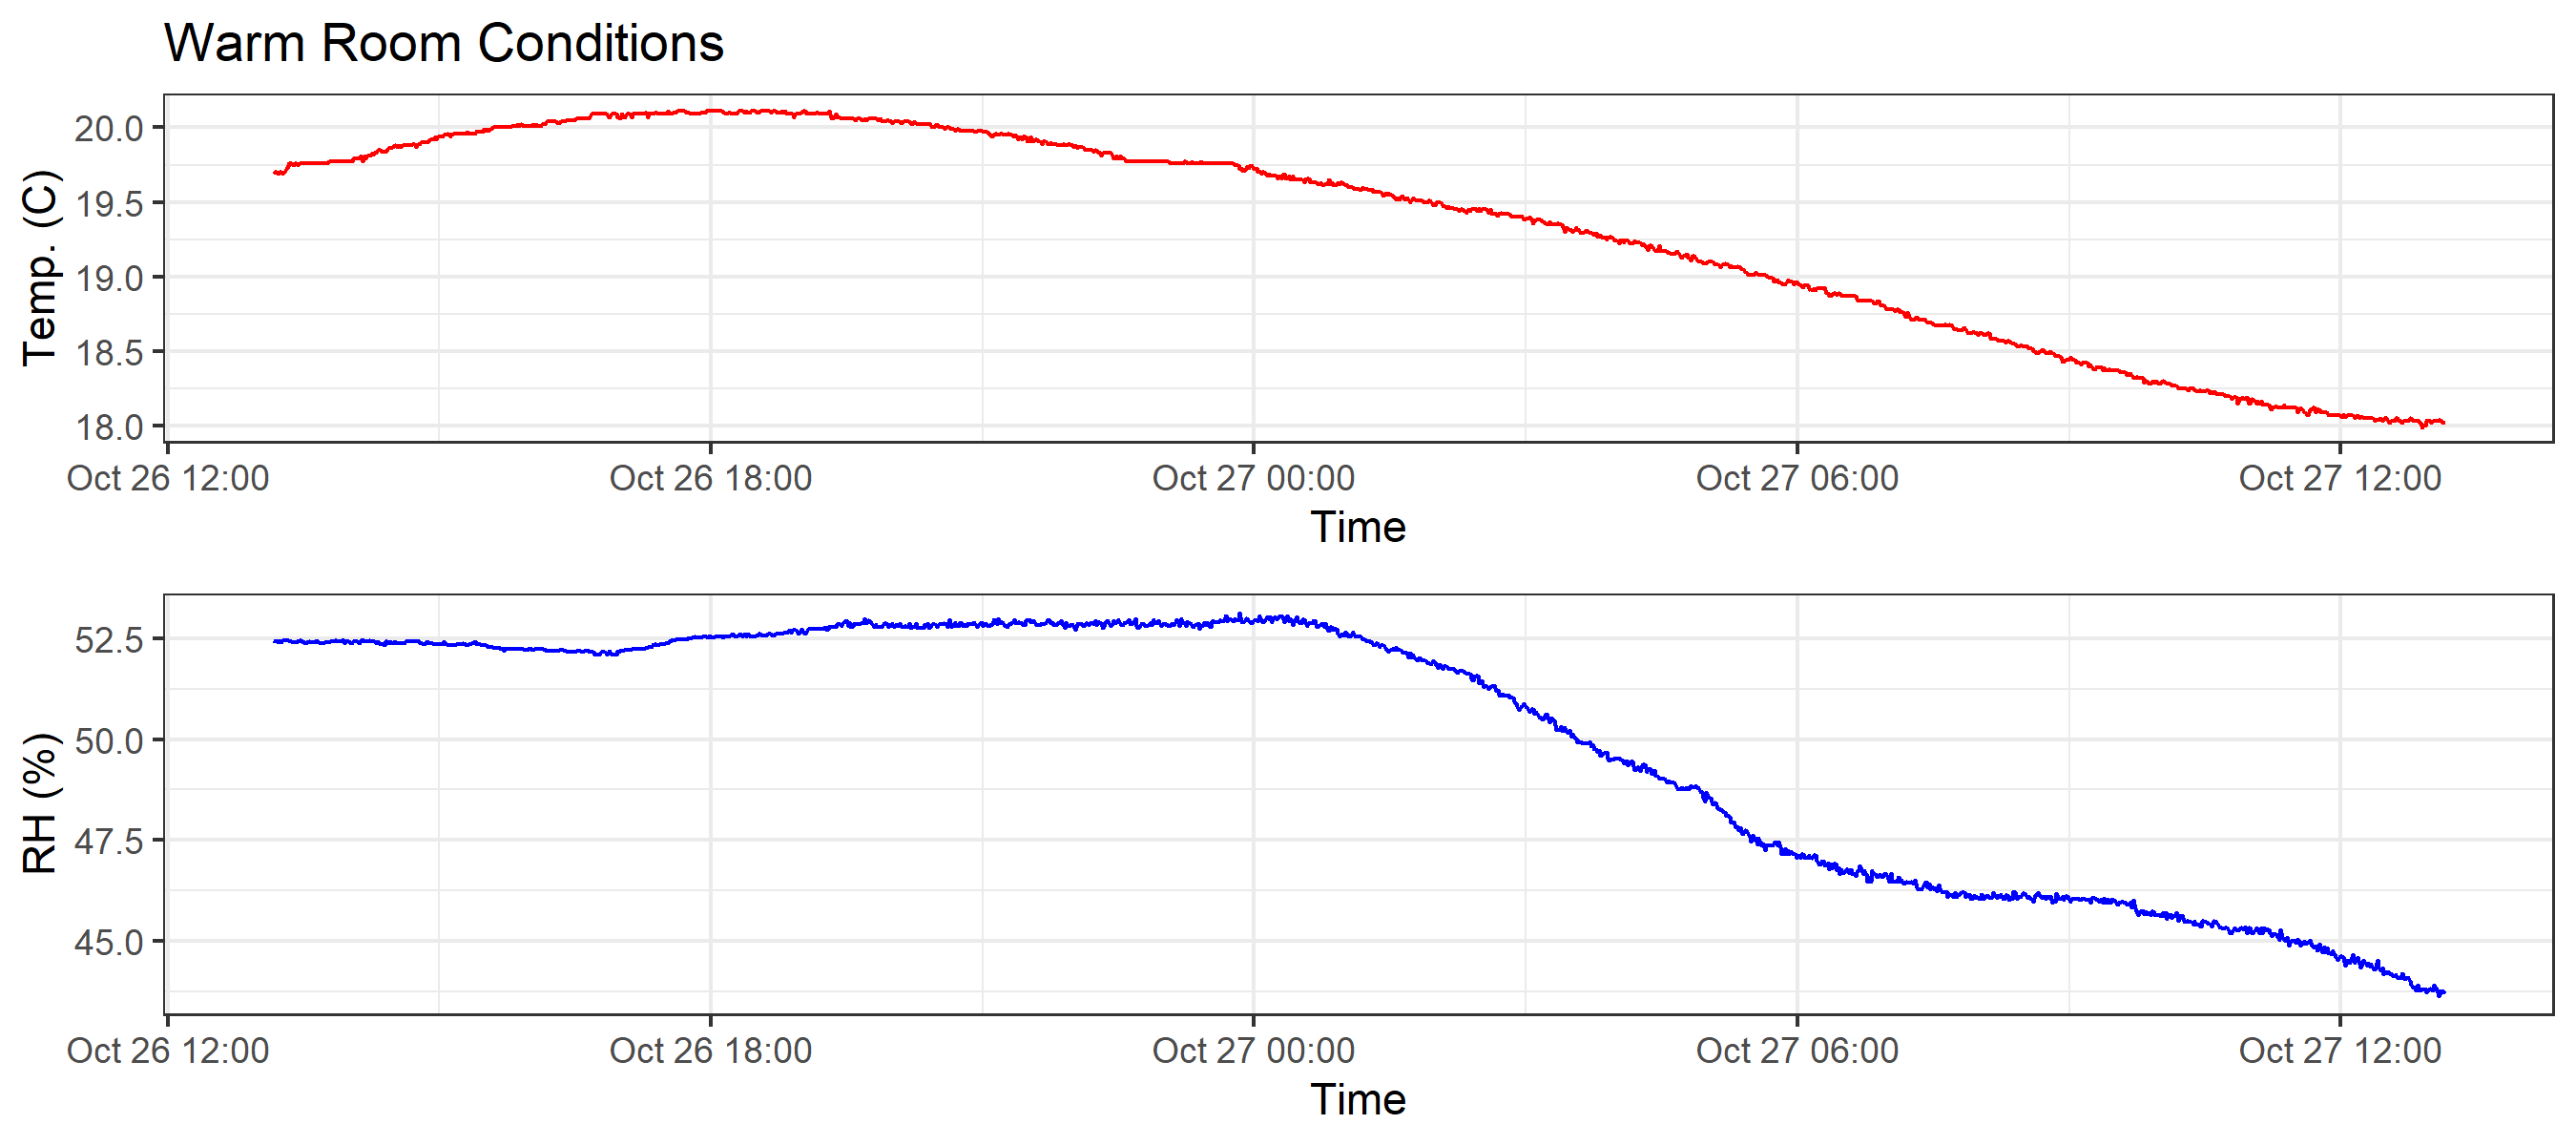 Warm Room Conditions
Temp. (C)
20.0
19.5
19.0
18.5
18.0
Oct 26 12:00 Oct 26 18:00 Oct 27 00:00 Oct 27 06:00 Oct 27 12:00
Time
RH (%)
52.5
50.0
47.5
45.0
Oct 26 12:00 Oct 26 18:00 Oct 27 00:00 Oct 27 06:00 Oct 27 12:00
Time